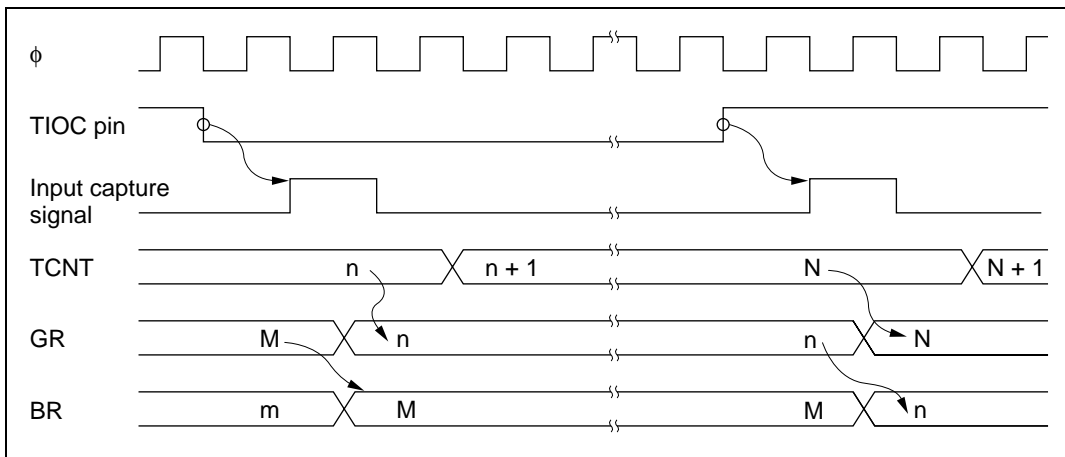 φ
TIOC pin
Input capture
signal
TCNT n n + 1 N N + 1
GR M n n N
BR m M M n